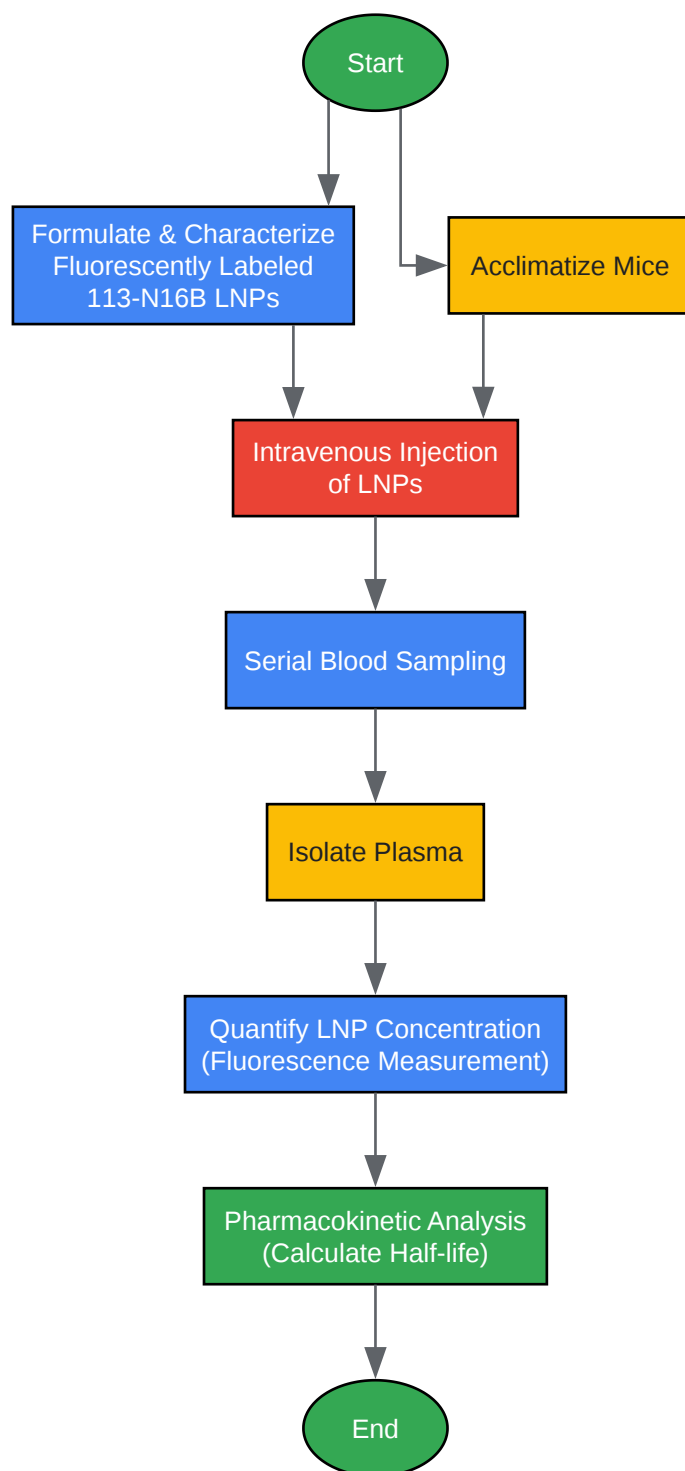 Start
Formulate & Characterize
Fluorescently Labeled
113-N16B LNPs
Acclimatize Mice
Intravenous Injection
of LNPs
Serial Blood Sampling
Isolate Plasma
Quantify LNP Concentration
(Fluorescence Measurement)
Pharmacokinetic Analysis
(Calculate Half-life)
End